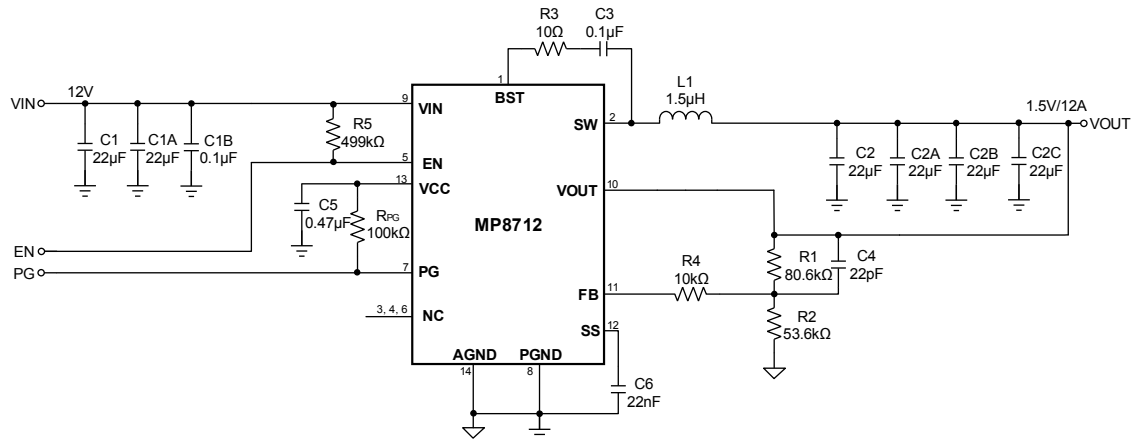 R3
10Ω
C3
0.1µF
1
BST
VIN
12V
9
VIN
C1
22µF
C1A
22µF
C1B
0.1µF
R5
499kΩ
5
EN
13
VCC
C5
0.47µF
RPG
100kΩ
EN
PG
7
PG
3, 4, 6
NC
MP8712
SW
2
L1
1.5µH
1.5V/12A
VOUT
C2
22µF
C2A
22µF
C2B
22µF
C2C
22µF
VOUT
10
R1
80.6kΩ
C4
22pF
R4
10kΩ
FB
11
R2
53.6kΩ
SS
12
AGND
14
PGND
8
C6
22nF